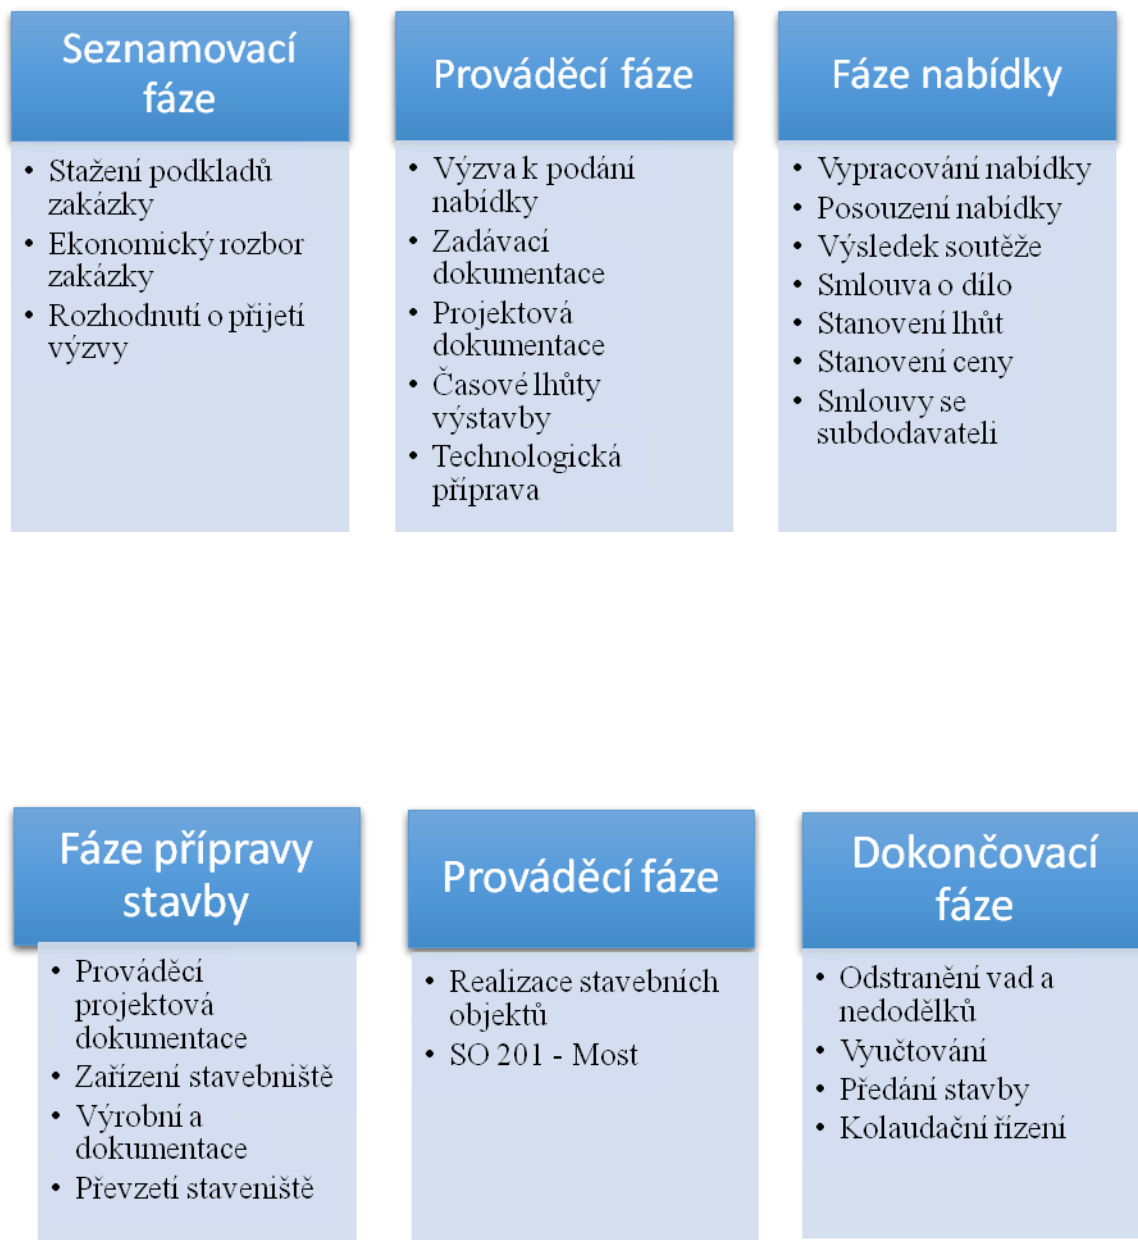 Seznamovací
fáze
• Stažení podkladů
zakázky
• Ekonomický rozbor
zakázky
• Rozhodnutí o přijetí
výzvy
Prováděcí fáze
• Výzva k podání
nabídky
• Zadávací
dokumentace
• Projektová
dokumentace
• Časové lhůty
výstavby
• Technologická
příprava
Fáze nabídky
• Vypracování nabídky
• Posouzení nabídky
• Výsledek soutěže
• Smlouva o dílo
• Stanovení lhůt
• Stanovení ceny
• Smlouvy se
subdodavateli
Fáze přípravy
stavby
• Prováděcí
projektová
dokumentace
• Zařízení stavebniště
• Výrobní a
dokumentace
• Převzetí staveniště
Prováděcí fáze
• Realizace stavebních
objektů
• SO 201 - Most
Dokončovací
fáze
• Odstranění vad a
nedodělků
• Vyučtování
• Předání stavby
• Kolaudační řízení